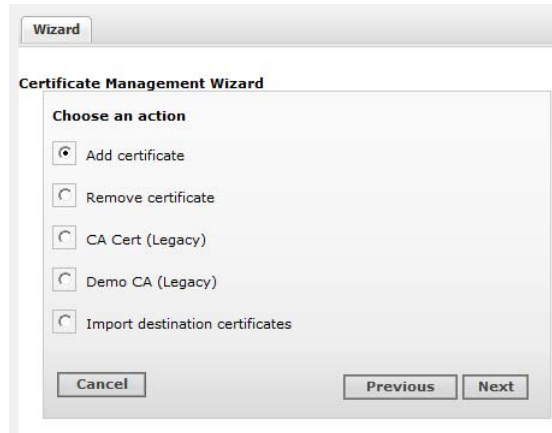 Wizard
Certificate Management Wizard
Choose an action
Add certificate
Remove certificate
CA Cert (Legacy)
Demo CA (Legacy)
Import destination certificates
Cancel Previous Next